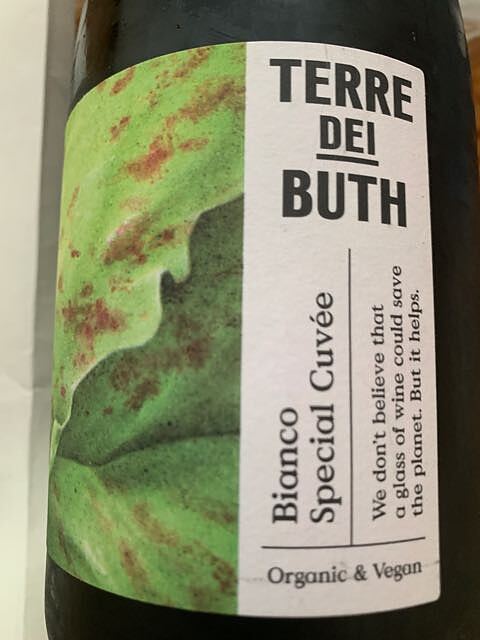 TERRE
DEI
BUTH
Bianco
Special Cuvée
We don't believe that
a glass of wine could save
the planet. But it helps.
Organic & Vegan